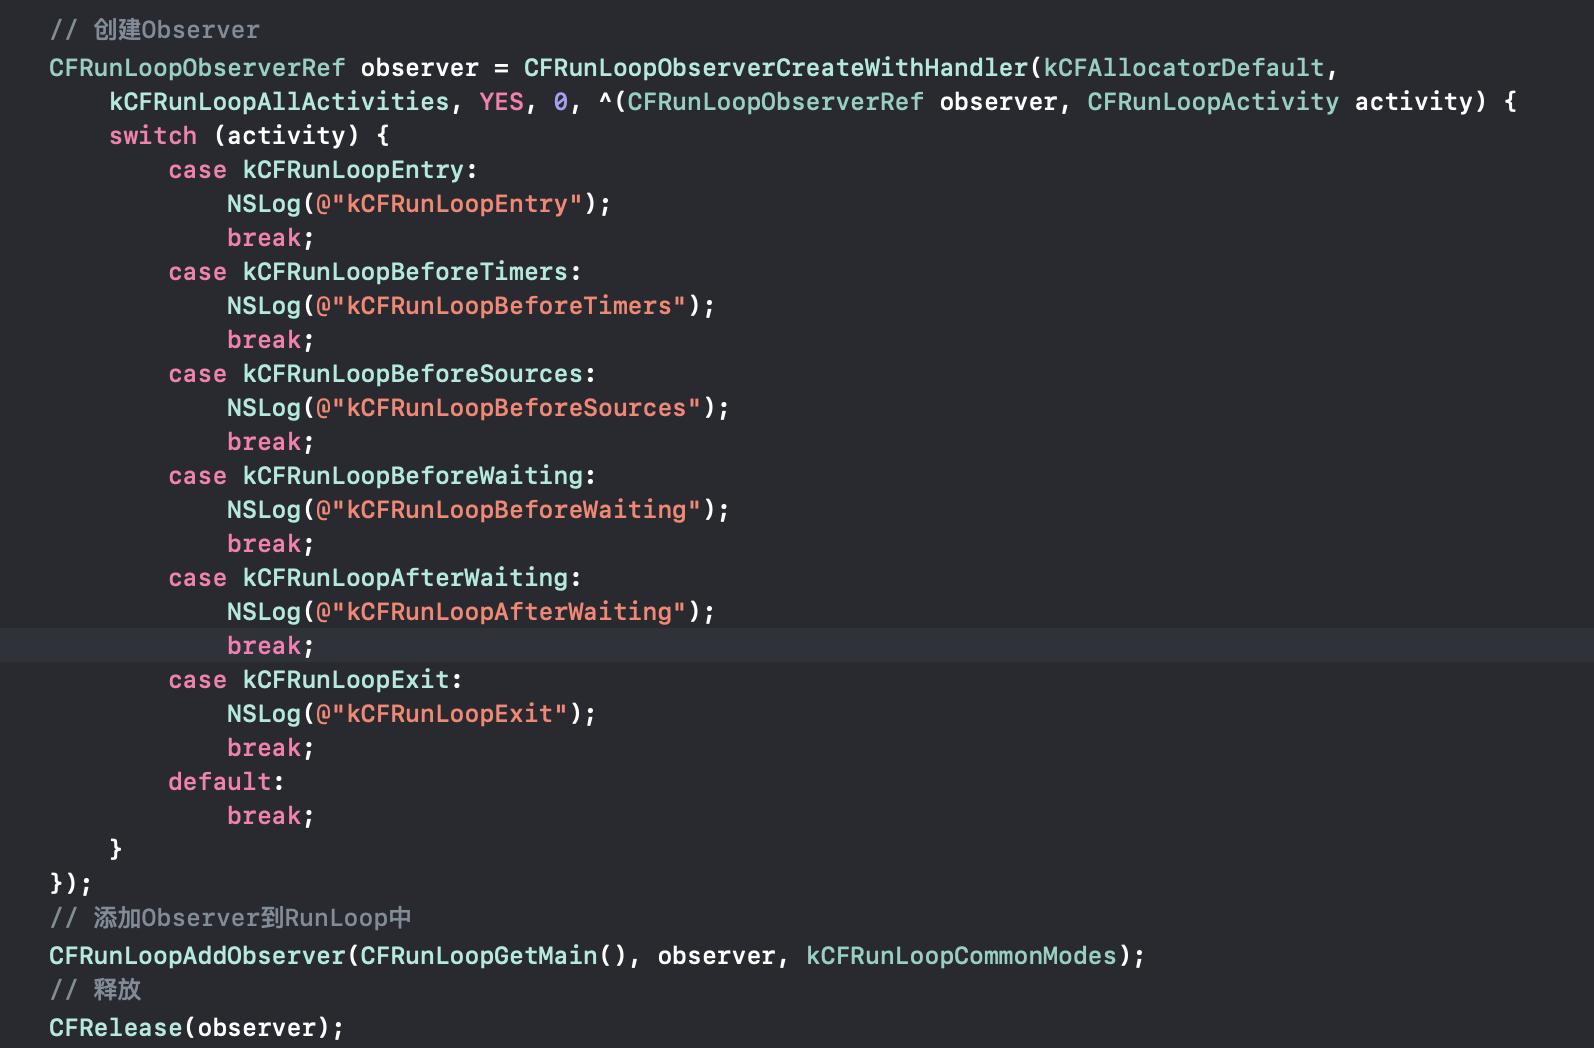 // 创建Observer
CFRunLoopObserverRef observer = CFRunLoopObserverCreateWithHandler(kCFAllocatorDefault,
    kCFRunLoopAllActivities, YES, 0, ^(CFRunLoopObserverRef observer, CFRunLoopActivity activity) {
    switch (activity) {
        case kCFRunLoopEntry:
            NSLog(@"kCFRunLoopEntry");
            break;
        case kCFRunLoopBeforeTimers:
            NSLog(@"kCFRunLoopBeforeTimers");
            break;
        case kCFRunLoopBeforeSources:
            NSLog(@"kCFRunLoopBeforeSources");
            break;
        case kCFRunLoopBeforeWaiting:
            NSLog(@"kCFRunLoopBeforeWaiting");
            break;
        case kCFRunLoopAfterWaiting:
            NSLog(@"kCFRunLoopAfterWaiting");
            break;
        case kCFRunLoopExit:
            NSLog(@"kCFRunLoopExit");
            break;
        default:
            break;
    }
});
// 添加Observer到RunLoop中
CFRunLoopAddObserver(CFRunLoopGetMain(), observer, kCFRunLoopCommonModes);
// 释放
CFRelease(observer);